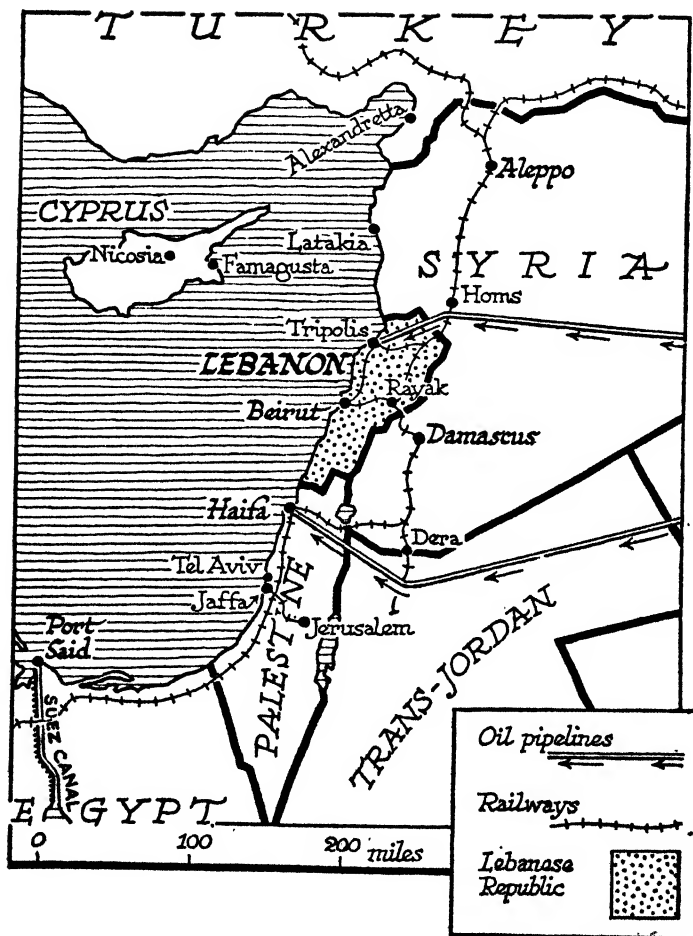 TURKEY
Alexandretta
Aleppo
CYPRUS
Nicosia
Famagusta
Latakia
SYRIA
Homs
Tripolis
LEBANON
Rayak
Beirut
Damascus
Haifa
Dera
Tel Aviv
Jaffa
Jerusalem
Port
Said
PALESTINE
TRANS-JORDAN
SUEZ CANAL
EGYPT
0 100 200 miles
Oil pipelines
Railways
Lebanese
Republic